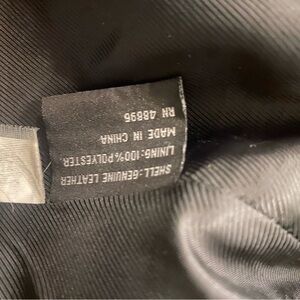 SHELL:GENUINE LEATHER
LINING:100%POLYESTER
MADE IN CHINA
RN 48895